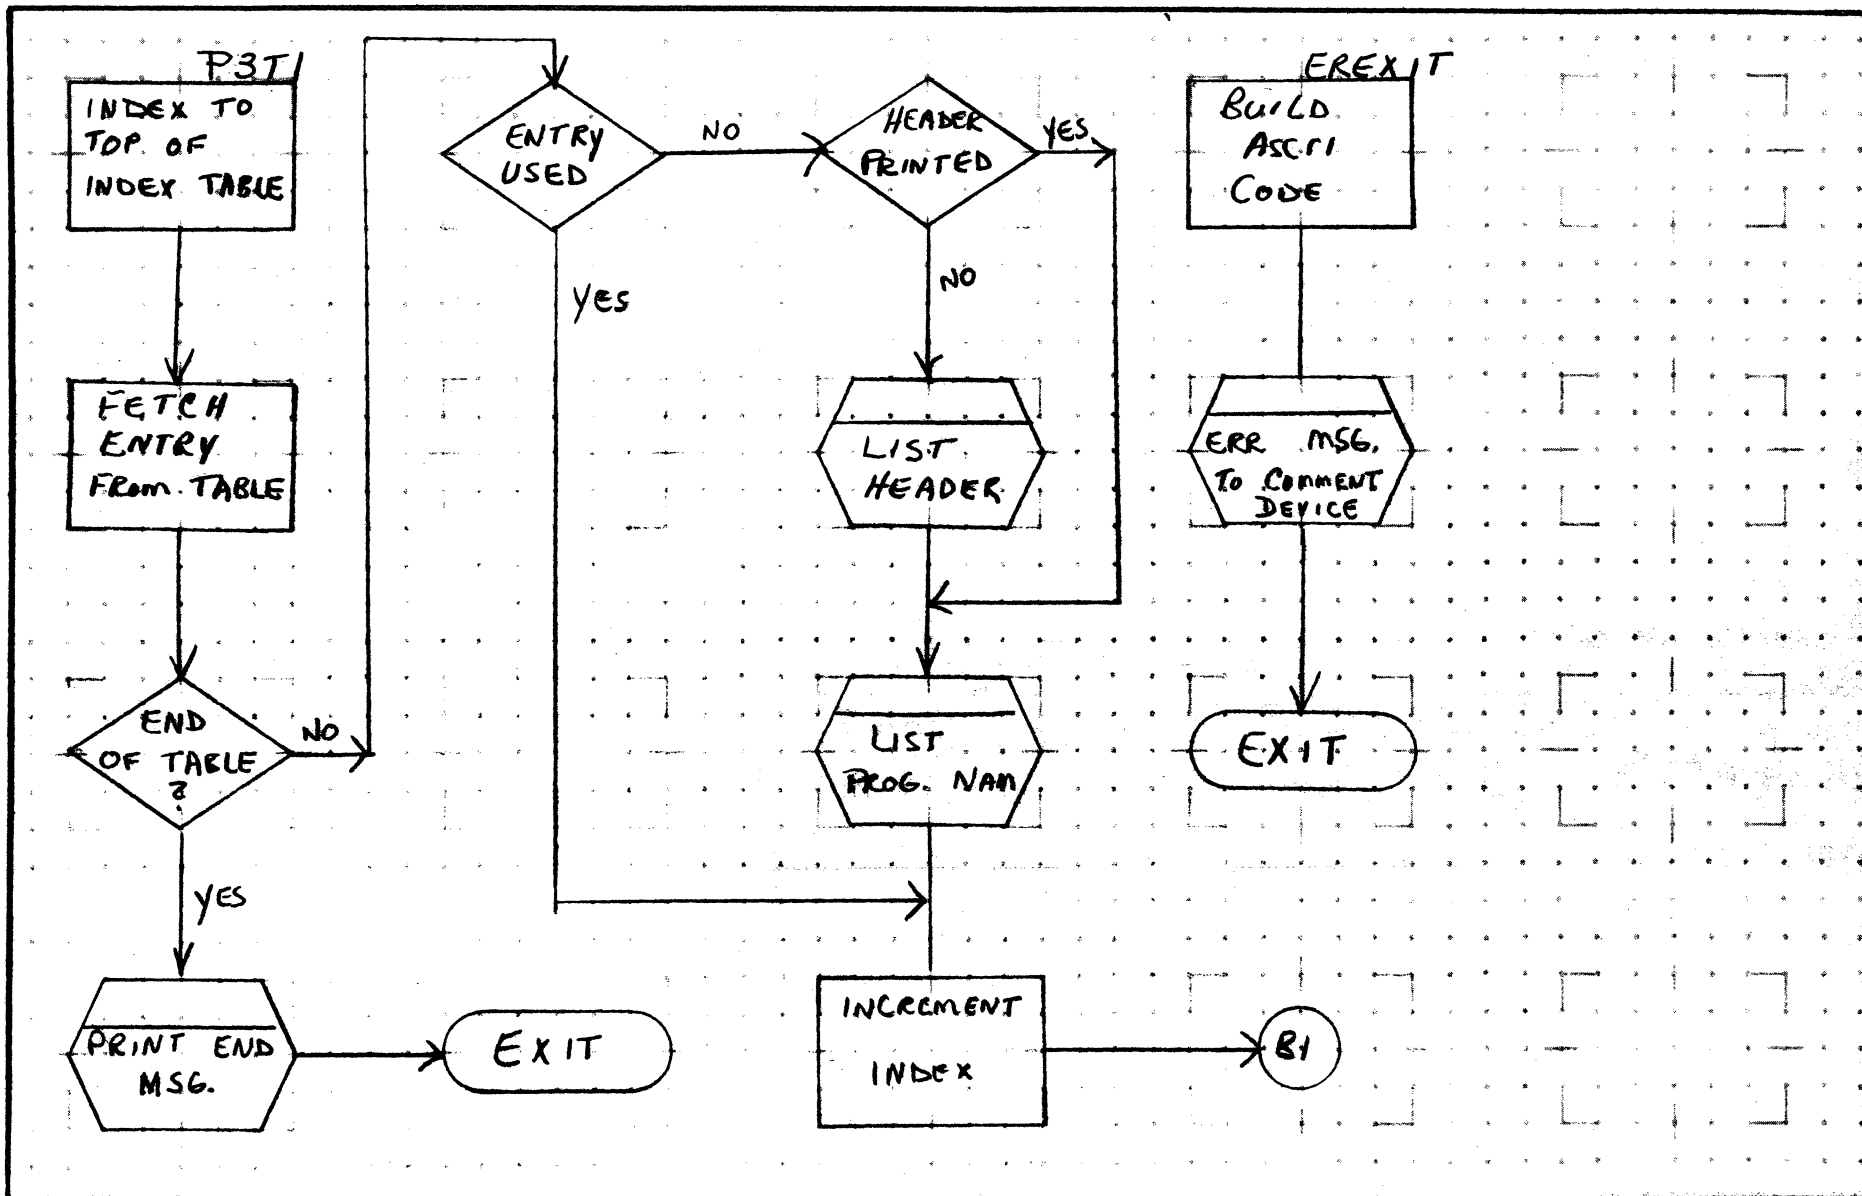 P3T1
INDEX TO
TOP OF
INDEX TABLE
FETCH
ENTRY
FROM TABLE
END
OF TABLE
?
NO
YES
PRINT END
MSG.
EXIT
ENTRY
USED
NO
YES
HEADER
PRINTED
YES
NO
LIST
HEADER
LIST
PROG. NAM
INCREMENT
INDEX
B1
EREXIT
BUILD
ASCII
CODE
ERR MSG.
TO COMMENT
DEVICE
EXIT